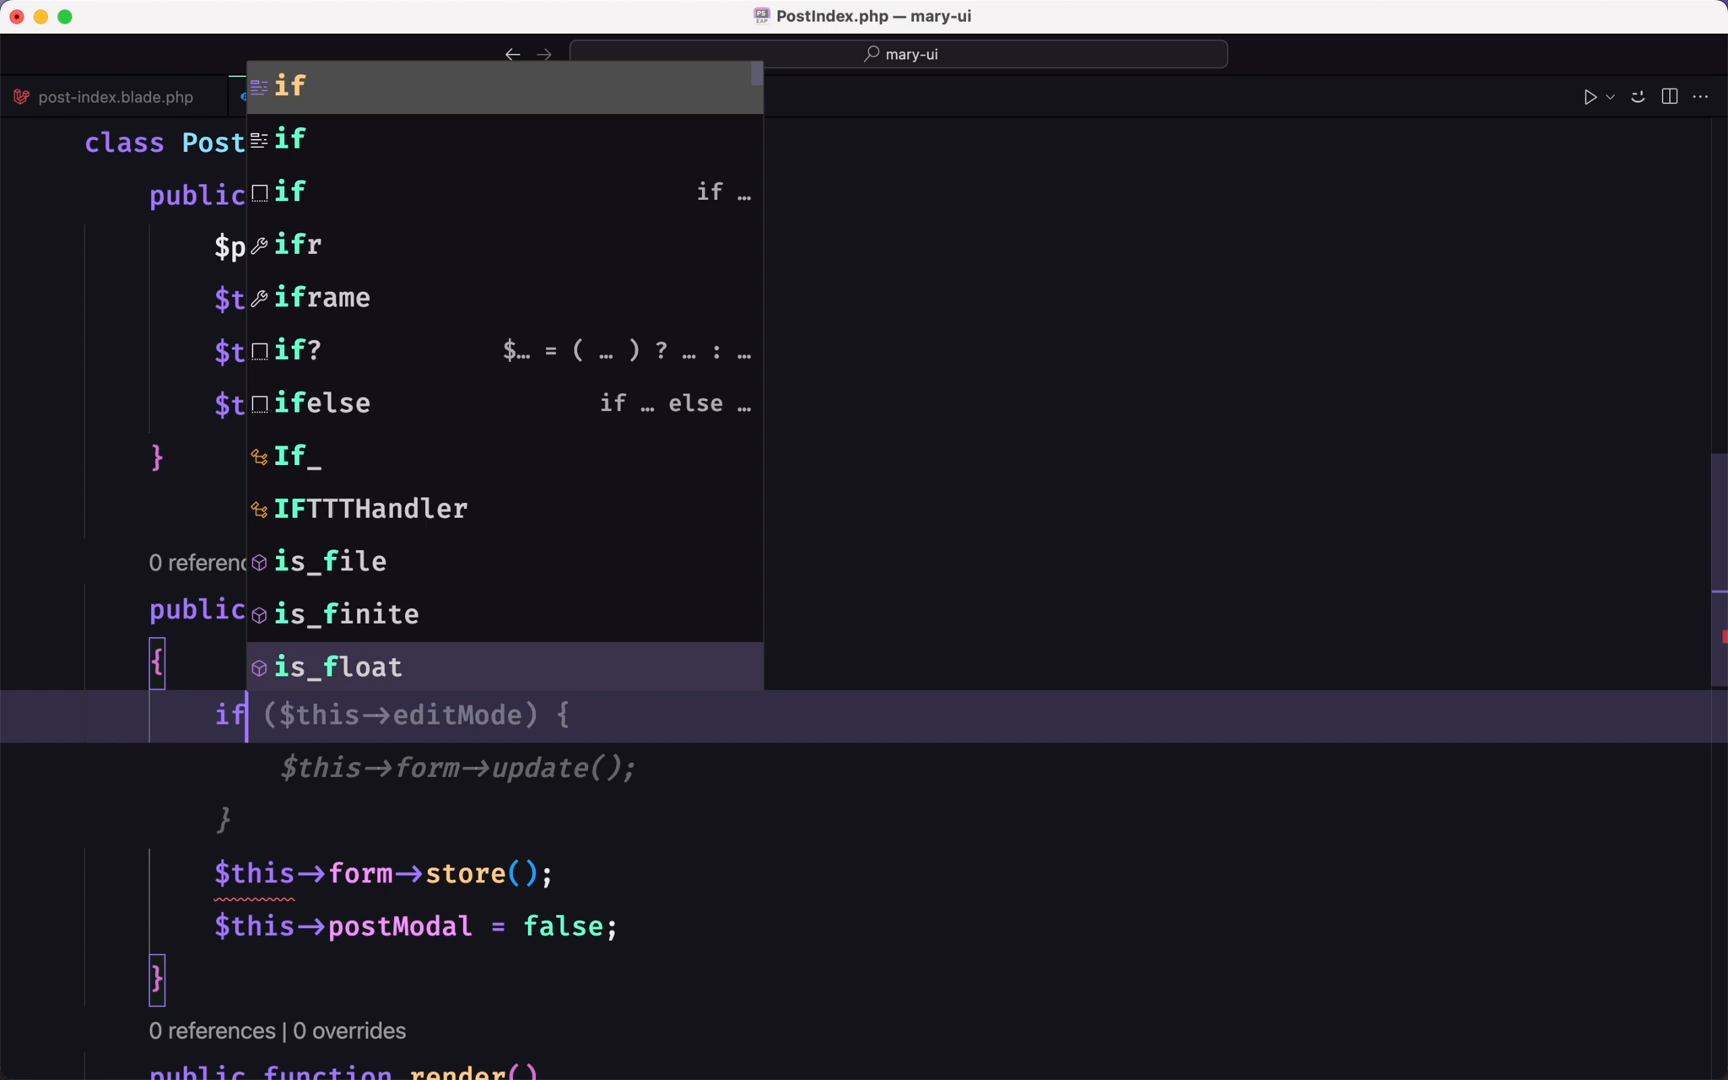 PostIndex.php — mary-ui
mary-ui
post-index.blade.php
if
class Post
if
public
if if …
$p
ifr
$t
iframe
$t
if? $… = ( … ) ? … : …
$t
ifelse if … else …
}
If_
IFTTTHandler
0 referenc
is_file
public
is_finite
{
is_float
if ($this->editMode) {
$this->form->update();
}
$this->form->store();
$this->postModal = false;
}
0 references | 0 overrides
public function render()